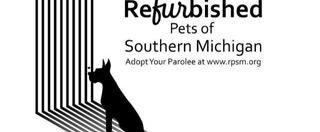 Refurbished
Pets of
Southern Michigan
Adopt Your Parolee at www.rpsm.org